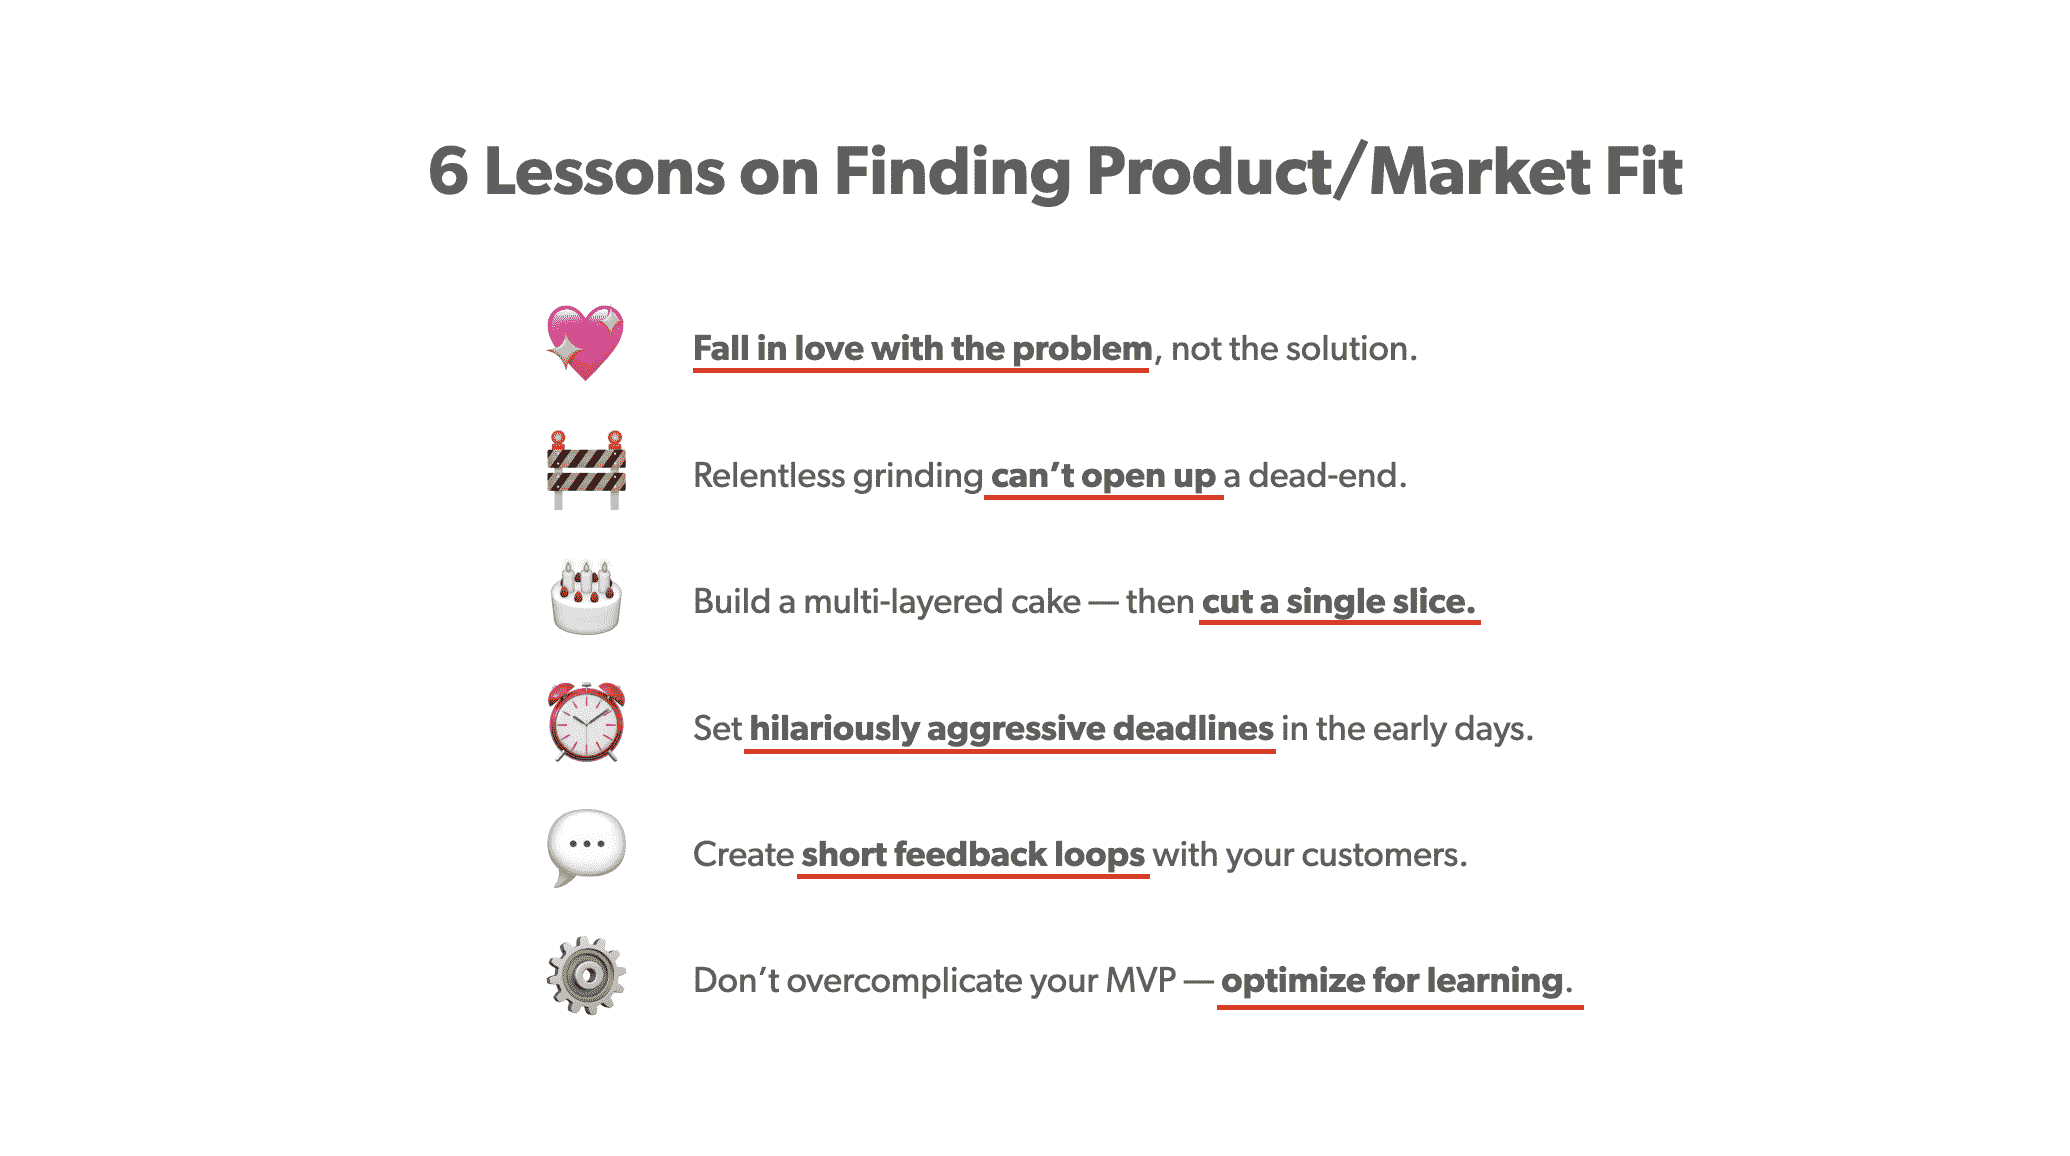 6 Lessons on Finding Product/Market Fit
Fall in love with the problem, not the solution.
Relentless grinding can’t open up a dead-end.
Build a multi-layered cake — then cut a single slice.
Set hilariously aggressive deadlines in the early days.
Create short feedback loops with your customers.
Don’t overcomplicate your MVP — optimize for learning.